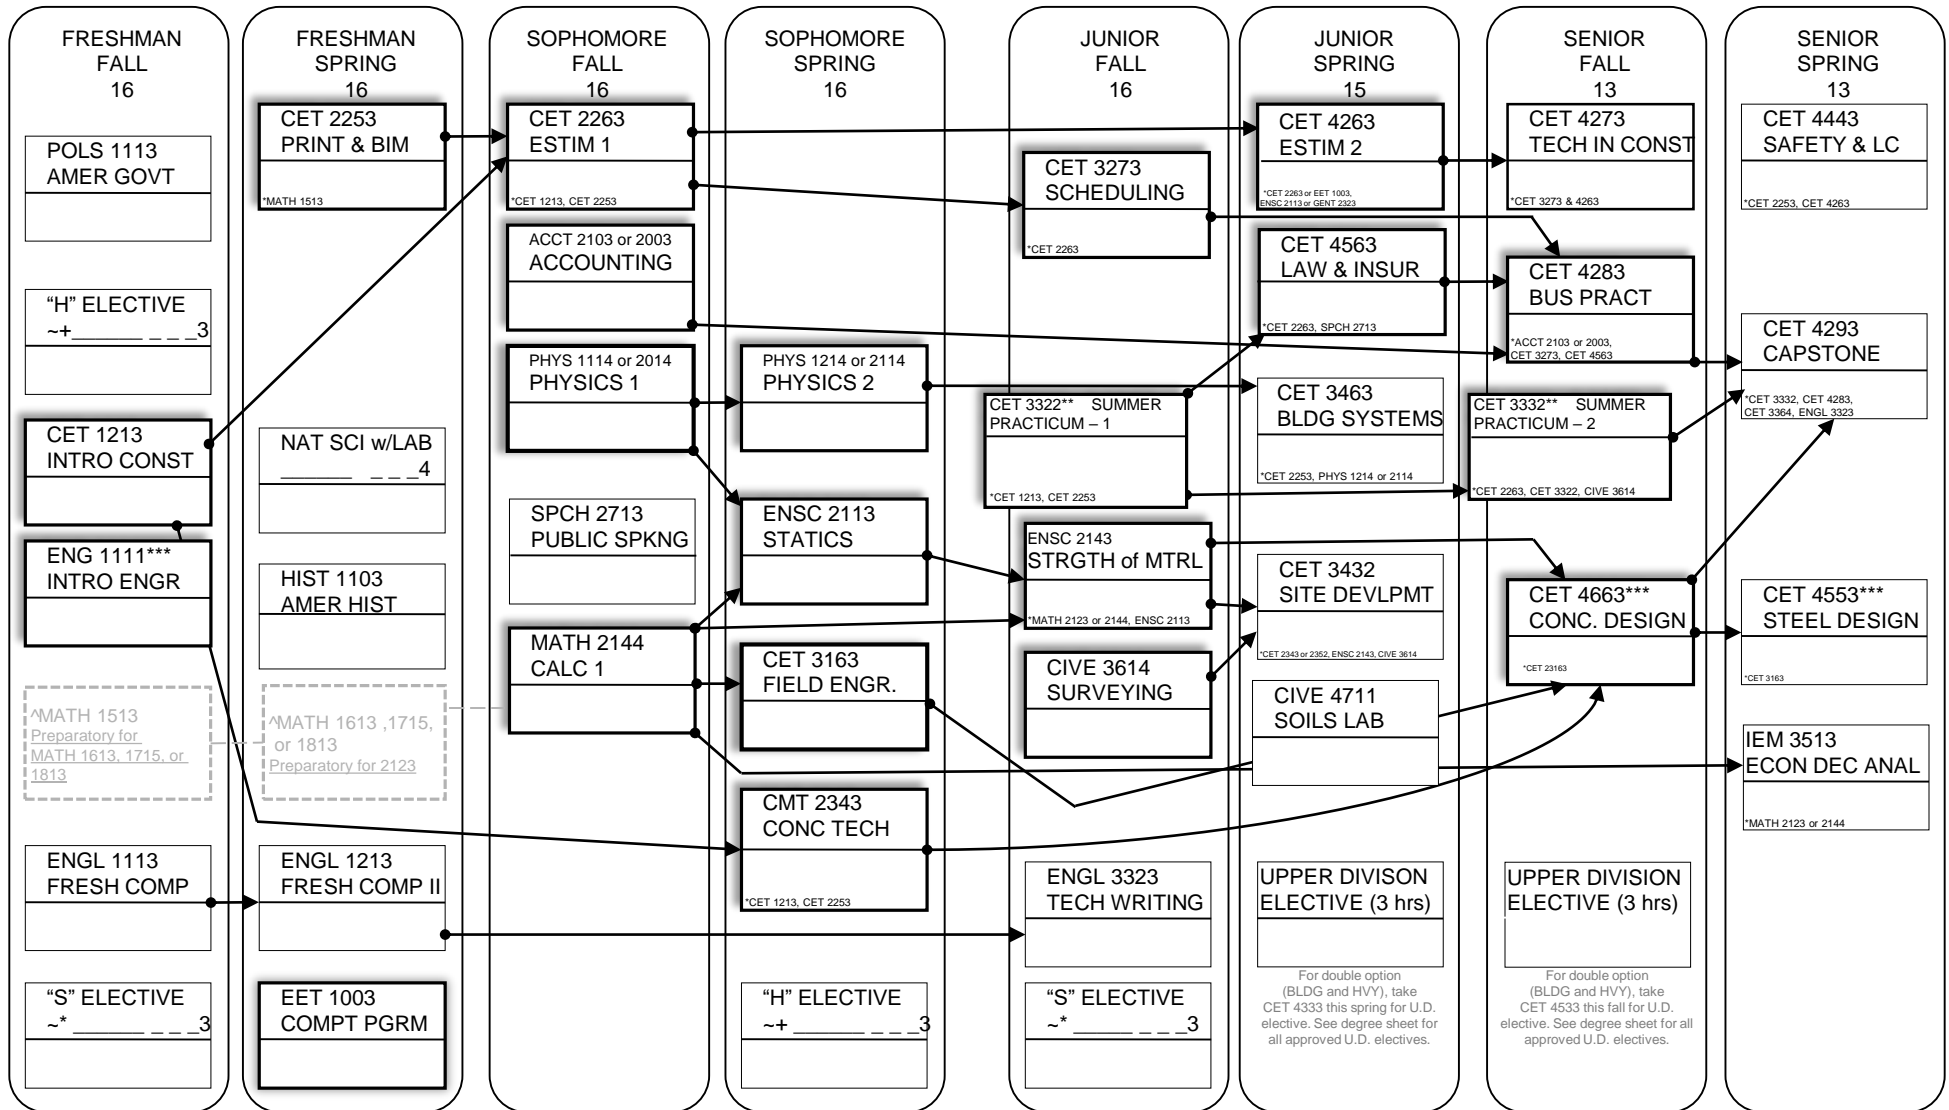 FRESHMAN
FALL
16
POLS 1113
AMER GOVT
“H” ELECTIVE
~+______ _ _ _3
CET 1213
INTRO CONST
ENG 1111***
INTRO ENGR
^MATH 1513
Preparatory for
MATH 1613, 1715, or
1813
ENGL 1113
FRESH COMP
“S” ELECTIVE
~* ______ _ _ _3
FRESHMAN
SPRING
16
CET 2253
PRINT & BIM
*MATH 1513
NAT SCI w/LAB
______ _ _ _4
HIST 1103
AMER HIST
^MATH 1613 ,1715,
or 1813
Preparatory for 2123
ENGL 1213
FRESH COMP II
EET 1003
COMPT PGRM
SOPHOMORE
FALL
16
CET 2263
ESTIM 1
*CET 1213, CET 2253
ACCT 2103 or 2003
ACCOUNTING
PHYS 1114 or 2014
PHYSICS 1
SPCH 2713
PUBLIC SPKNG
MATH 2144
CALC 1
SOPHOMORE
SPRING
16
PHYS 1214 or 2114
PHYSICS 2
ENSC 2113
STATICS
CET 3163
FIELD ENGR.
CMT 2343
CONC TECH
*CET 1213, CET 2253
“H” ELECTIVE
~+ ______ _ _ _3
JUNIOR
FALL
16
CET 3273
SCHEDULING
*CET 2263
CET 3322** SUMMER
PRACTICUM – 1
*CET 1213, CET 2253
ENSC 2143
STRGTH of MTRL
*MATH 2123 or 2144, ENSC 2113
CIVE 3614
SURVEYING
ENGL 3323
TECH WRITING
“S” ELECTIVE
~* _____ _ _ _3
JUNIOR
SPRING
15
CET 4263
ESTIM 2
*CET 2263 or EET 1003,
ENSC 2113 or GENT 2323
CET 4563
LAW & INSUR
*CET 2263, SPCH 2713
CET 3463
BLDG SYSTEMS
*CET 2253, PHYS 1214 or 2114
CET 3432
SITE DEVLPMT
*CET 2343 or 2352, ENSC 2143, CIVE 3614
CIVE 4711
SOILS LAB
UPPER DIVISON
ELECTIVE (3 hrs)
For double option
(BLDG and HVY), take
CET 4333 this spring for U.D.
elective. See degree sheet for
all approved U.D. electives.
SENIOR
FALL
13
CET 4273
TECH IN CONST
*CET 3273 & 4263
CET 4283
BUS PRACT
*ACCT 2103 or 2003,
CET 3273, CET 4563
CET 3332** SUMMER
PRACTICUM – 2
*CET 2263, CET 3322, CIVE 3614
CET 4663***
CONC. DESIGN
*CET 23163
UPPER DIVISION
ELECTIVE (3 hrs)
For double option
(BLDG and HVY), take
CET 4533 this fall for U.D.
elective. See degree sheet for all
approved U.D. electives.
SENIOR
SPRING
13
CET 4443
SAFETY & LC
*CET 2253, CET 4263
CET 4293
CAPSTONE
*CET 3332, CET 4283,
CET 3364, ENGL 3323
CET 4553***
STEEL DESIGN
*CET 3163
IEM 3513
ECON DEC ANAL
*MATH 2123 or 2144